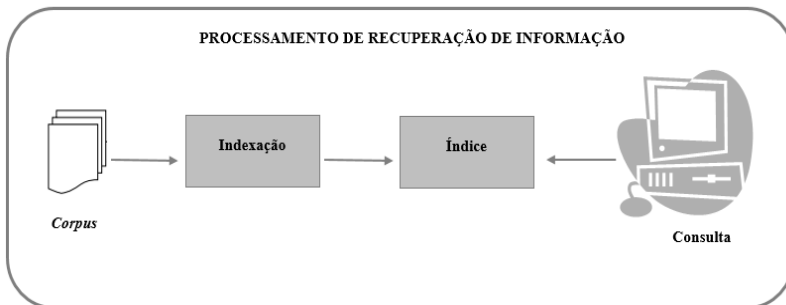 PROCESSAMENTO DE RECUPERAÇÃO DE INFORMAÇÃO
Indexação
Índice
Corpus
Consulta